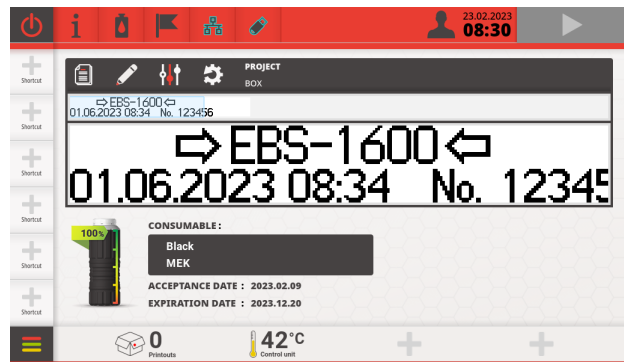 23.02.2023
08:30
Shortcut
PROJECT
BOX
Shortcut
⇨EBS-1600⇦
01.06.2023 08:34 No. 123456
Shortcut
⇨EBS-1600⇦
01.06.2023 08:34 No. 12345
Shortcut
100%
CONSUMABLE:
Black
MEK
Shortcut
ACCEPTANCE DATE : 2023.02.09
EXPIRATION DATE : 2023.12.20
Shortcut
0
Printouts
42°C
Control unit